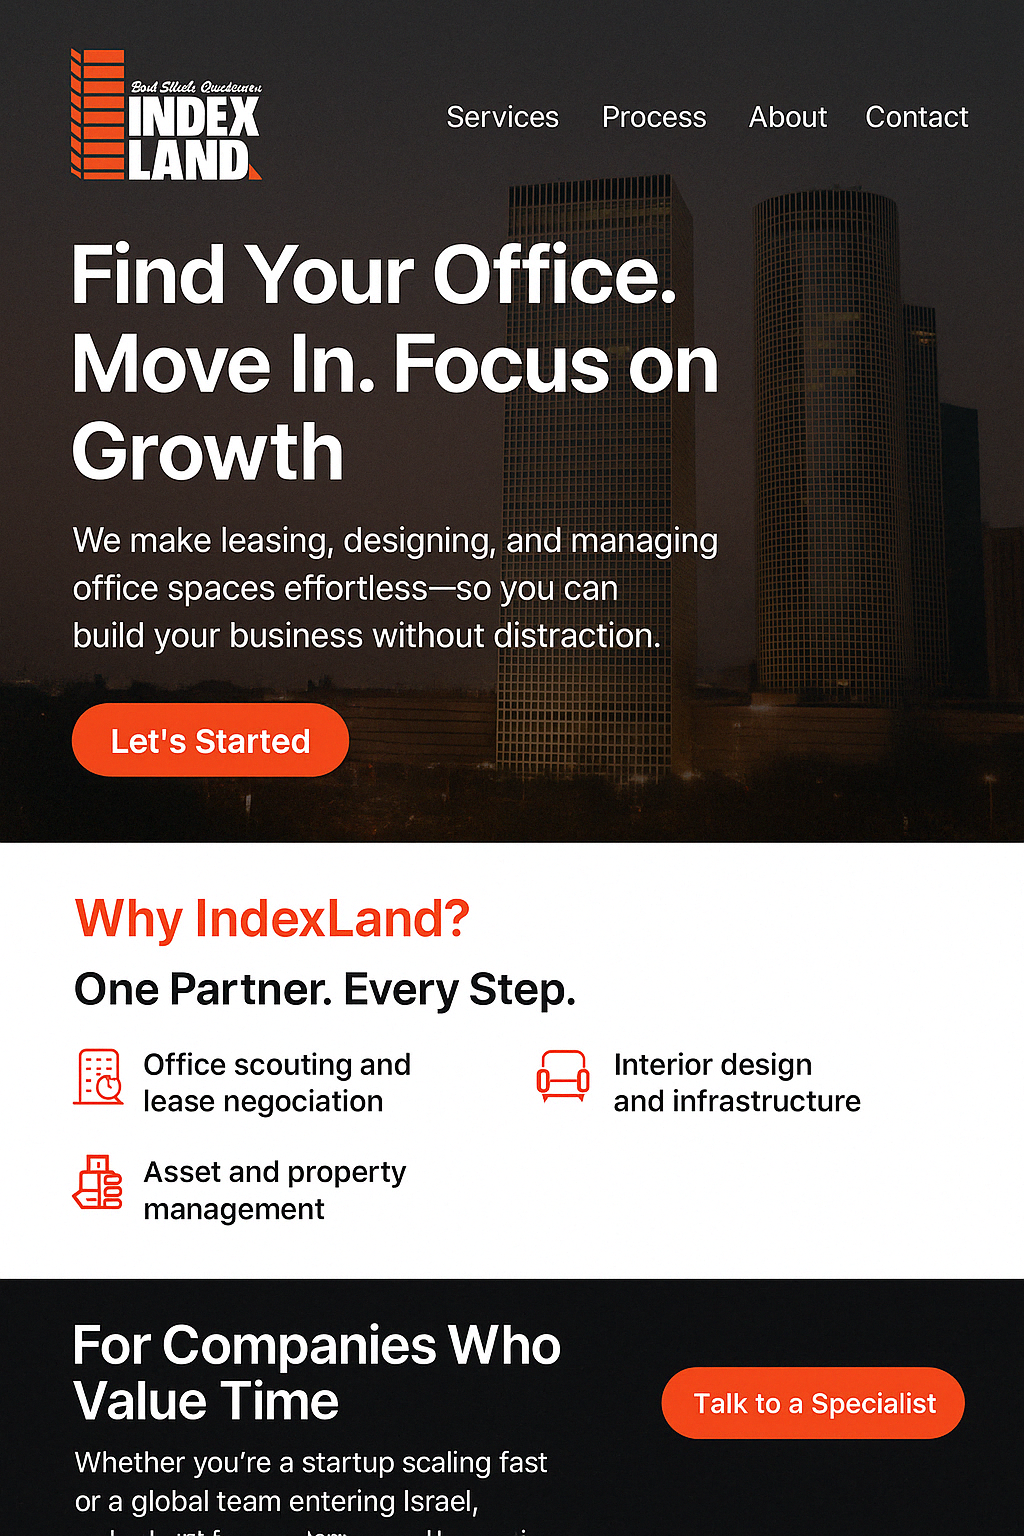 INDEX
LAND
Services Process About Contact
Find Your Office.
Move In. Focus on
Growth
We make leasing, designing, and managing
office spaces effortless—so you can
build your business without distraction.
Let's Started
Why IndexLand?
One Partner. Every Step.
Office scouting and
lease negociation
Interior design
and infrastructure
Asset and property
management
For Companies Who
Value Time
Talk to a Specialist
Whether you’re a startup scaling fast
or a global team entering Israel,